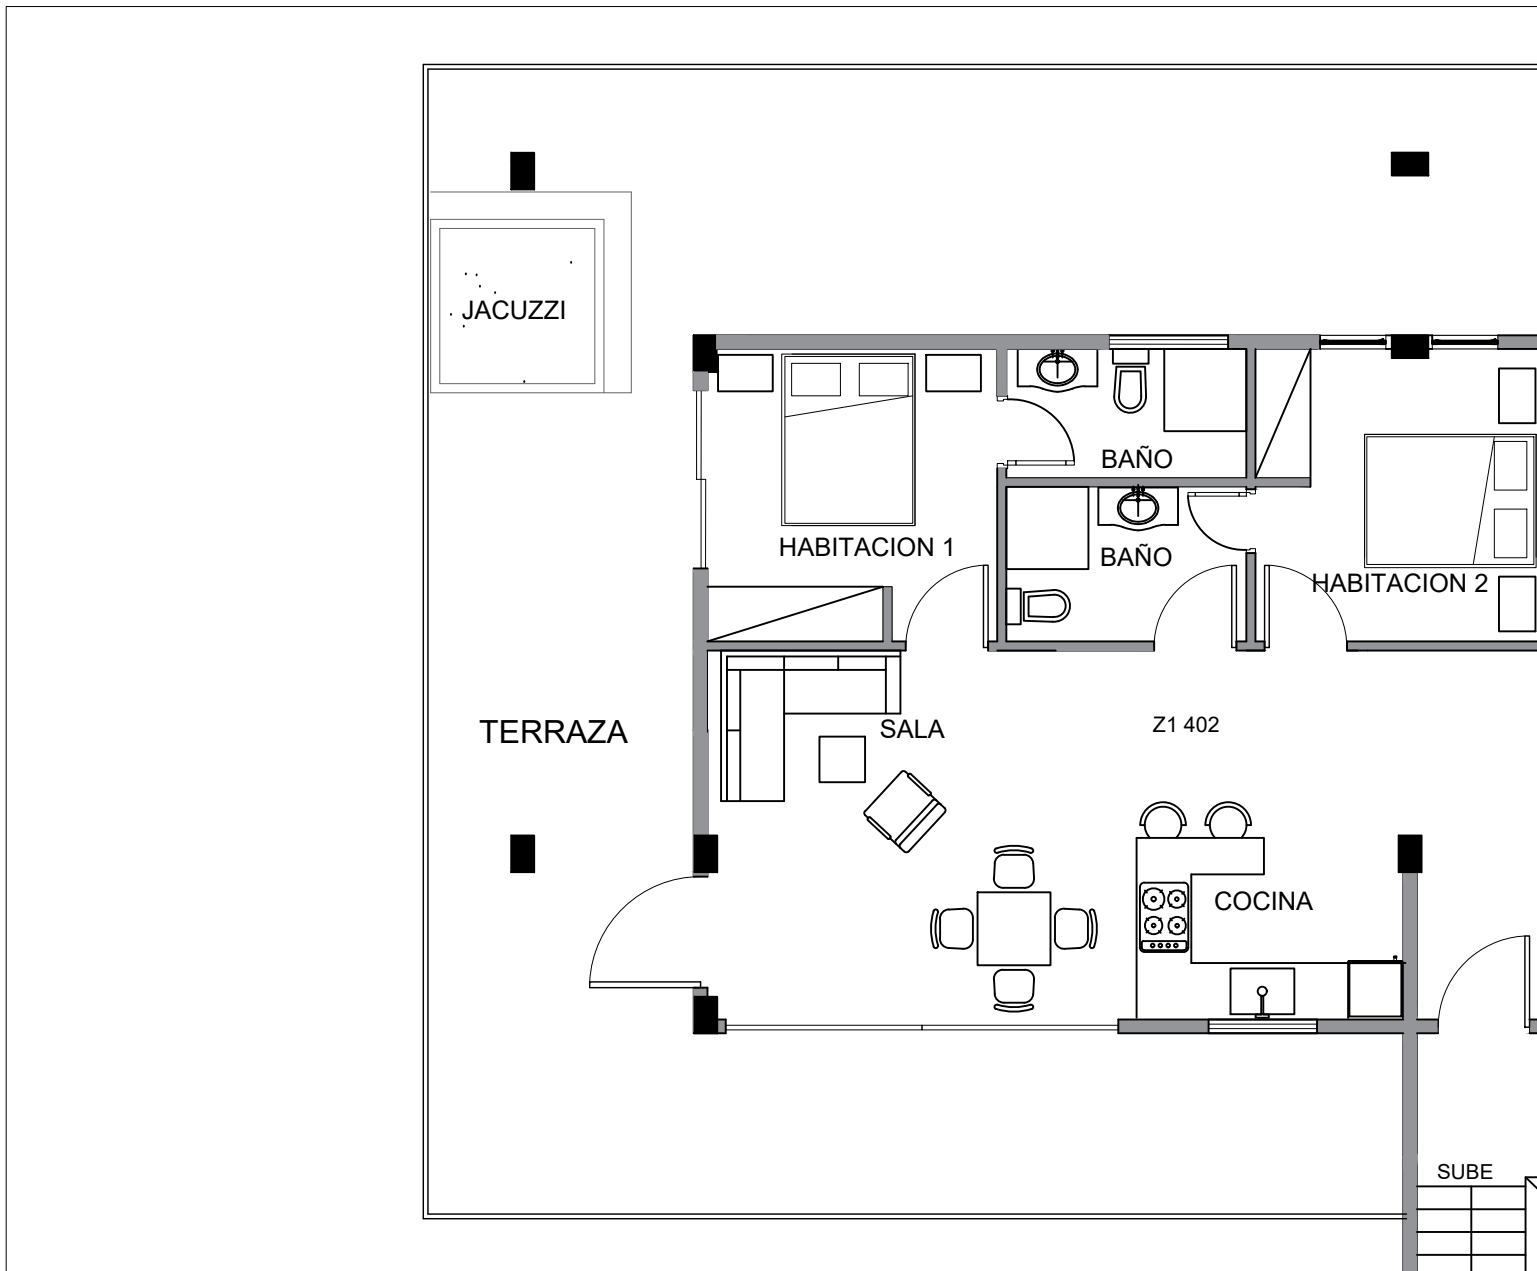 JACUZZI
BAÑO
HABITACION 1
BAÑO
HABITACION 2
TERRAZA
SALA
Z1 402
COCINA
SUBE